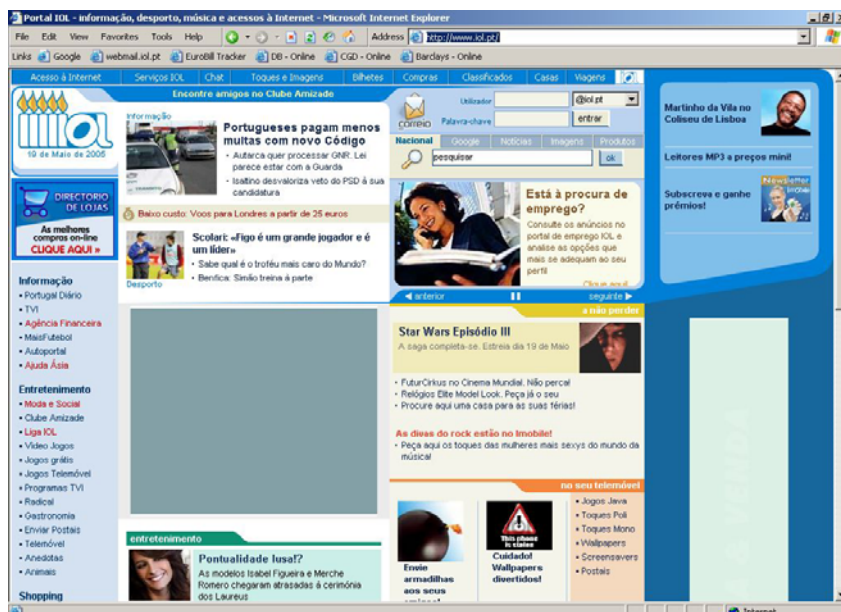 Portal IOL - informação, desporto, música e acessos à Internet - Microsoft Internet Explorer
File Edit View Favorites Tools Help
Address http://www.iol.pt/
Links Google webmail.iol.pt EuroBill Tracker DB - Online CGD - Online Barclays - Online
Acesso à Internet Serviços IOL Chat Toques e Imagens Bilhetes Compras Classificados Casas Viagens
Encontre amigos no Clube Amizade
IOL
19 de Maio de 2005
DIRECTORIO
DE LOJAS
As melhores
compras on-line
CLIQUE AQUI »
Informação
• Portugal Diário
• TVI
• Agência Financeira
• MaisFutebol
• Autoportal
• Ajuda Ásia
Entretenimento
• Moda e Social
• Clube Amizade
• Liga IOL
• Video Jogos
• Jogos grátis
• Jogos Telemóvel
• Programas TVI
• Radical
• Gastronomia
• Enviar Postais
• Telemóvel
• Anedotas
• Animais
Shopping
Informação
Portugueses pagam menos
multas com novo Código
• Autarca quer processar GNR. Lei
parece estar com a Guarda
• Isaltino desvaloriza veto do PSD à sua
candidatura
Baixo custo: Voos para Londres a partir de 25 euros
Scolari: «Figo é um grande jogador e é
um líder»
• Sabe qual é o troféu mais caro do Mundo?
• Benfica: Simão treina à parte
Desporto
entretenimento
Pontualidade lusa!?
As modelos Isabel Figueira e Merche
Romero chegaram atrasadas à cerimónia
dos Laureus
correio
Utilizador @iol.pt
Palavra-chave entrar
Nacional Google Notícias Imagens Produtos
pesquisar ok
Está à procura de
emprego?
Consulte os anúncios no
portal de emprego IOL e
analise as opções que
mais se adequam ao seu
perfil
Clique aqui!
anterior seguinte
a não perder
Star Wars Episódio III
A saga completa-se. Estreia dia 19 de Maio
• FuturCirkus no Cinema Mundial. Não perca!
• Relógios Elite Model Look. Peça já o seu
• Procure aqui uma casa para as suas férias!
As divas do rock estão no Imobile!
• Peça aqui os toques das mulheres mais sexys do mundo da
música!
no seu telemóvel
Envie
armadilhas
aos seus
This phone
is states
Cuidado!
Wallpapers
divertidos!
• Jogos Java
• Toques Poli
• Toques Mono
• Wallpapers
• Screensavers
• Postais
Martinho da Vila no
Coliseu de Lisboa
Leitores MP3 a preços mini!
Subscreva e ganhe
prémios!
Newsletter
Internet